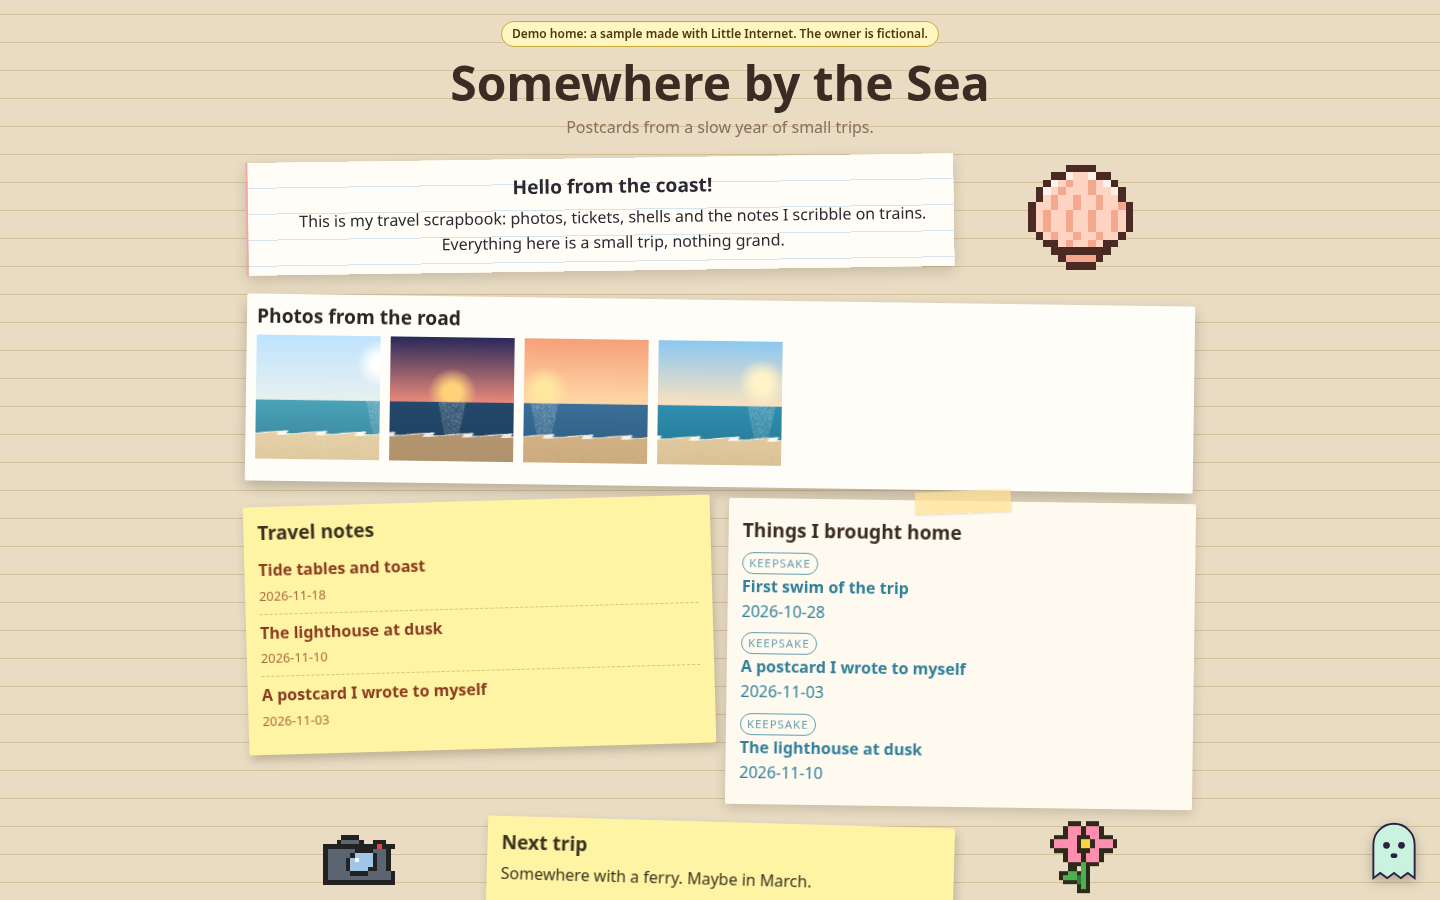 Demo home: a sample made with Little Internet. The owner is fictional.
Somewhere by the Sea
Postcards from a slow year of small trips.
Hello from the coast!
This is my travel scrapbook: photos, tickets, shells and the notes I scribble on trains.
Everything here is a small trip, nothing grand.
Photos from the road
Travel notes
Tide tables and toast
2026-11-18
The lighthouse at dusk
2026-11-10
A postcard I wrote to myself
2026-11-03
Things I brought home
KEEPSAKE
First swim of the trip
2026-10-28
KEEPSAKE
A postcard I wrote to myself
2026-11-03
KEEPSAKE
The lighthouse at dusk
2026-11-10
Next trip
Somewhere with a ferry. Maybe in March.